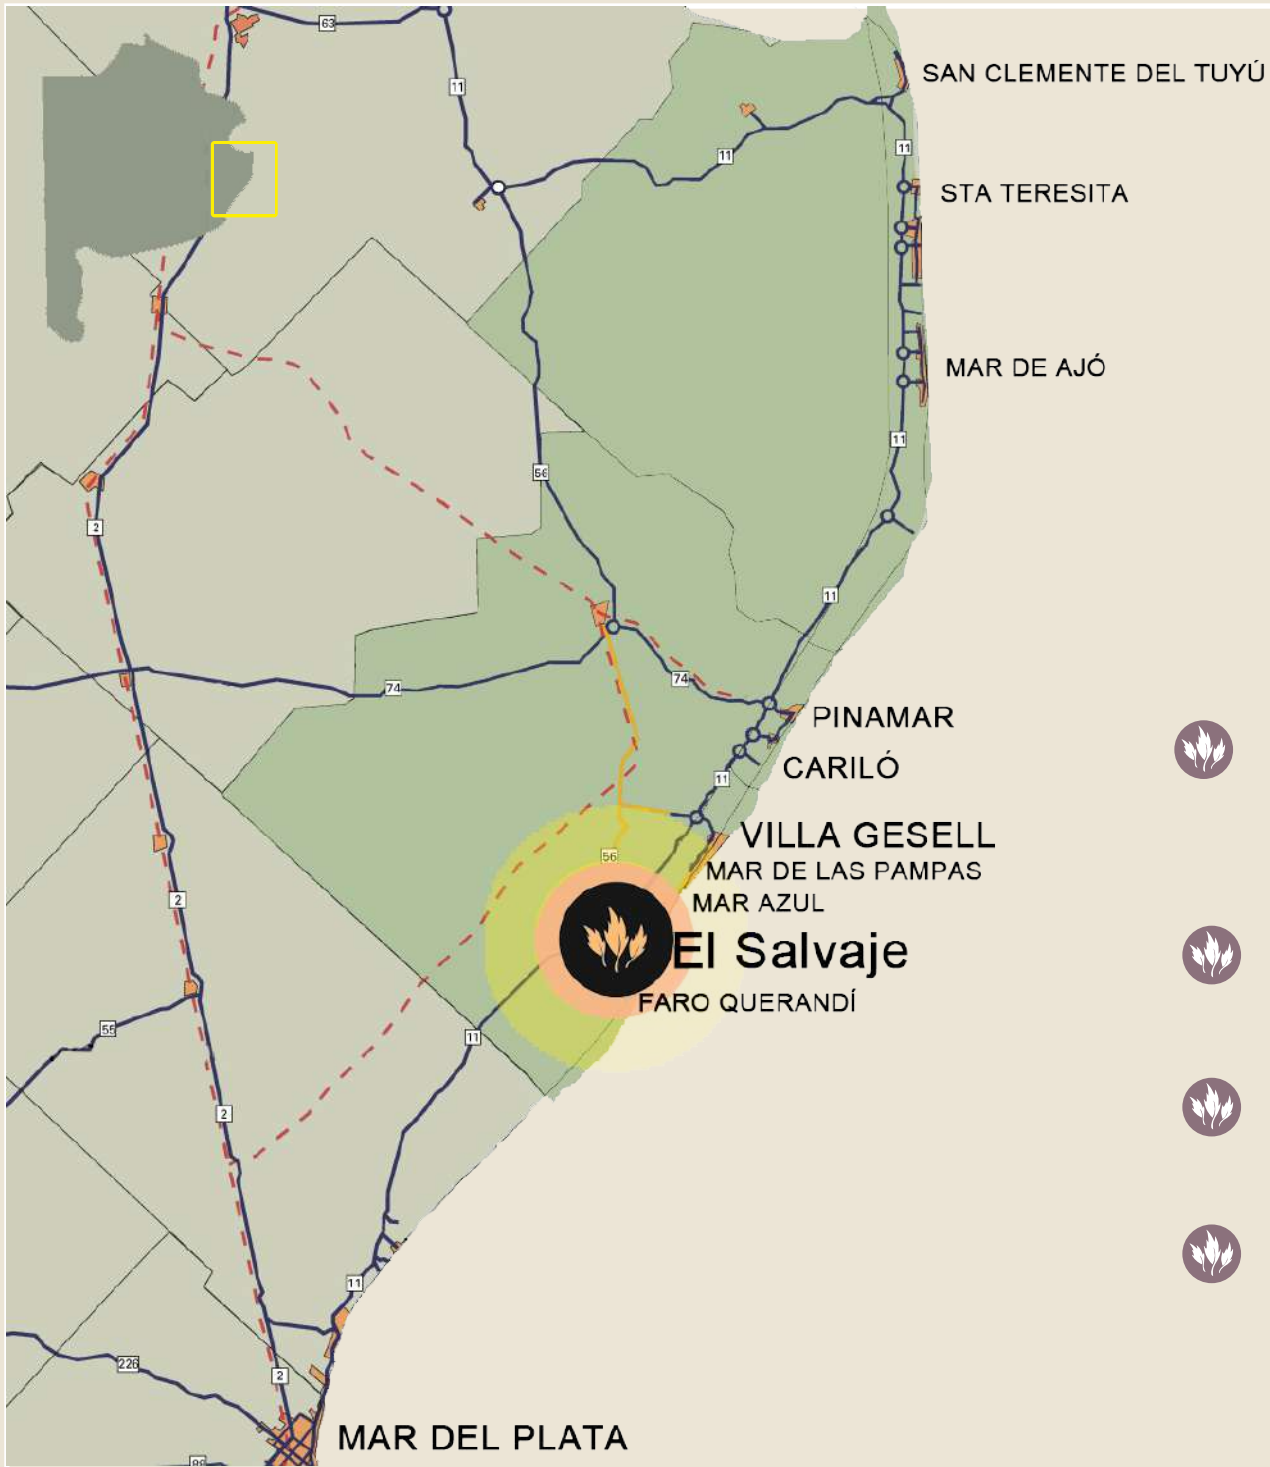 63
11
SAN CLEMENTE DEL TUYÚ
11
11
STA TERESITA
MAR DE AJÓ
11
56
2
11
74
74
PINAMAR
CARILÓ
11
VILLA GESELL
56
MAR DE LAS PAMPAS
2
MAR AZUL
El Salvaje
FARO QUERANDÍ
55
11
2
11
226
2
MAR DEL PLATA